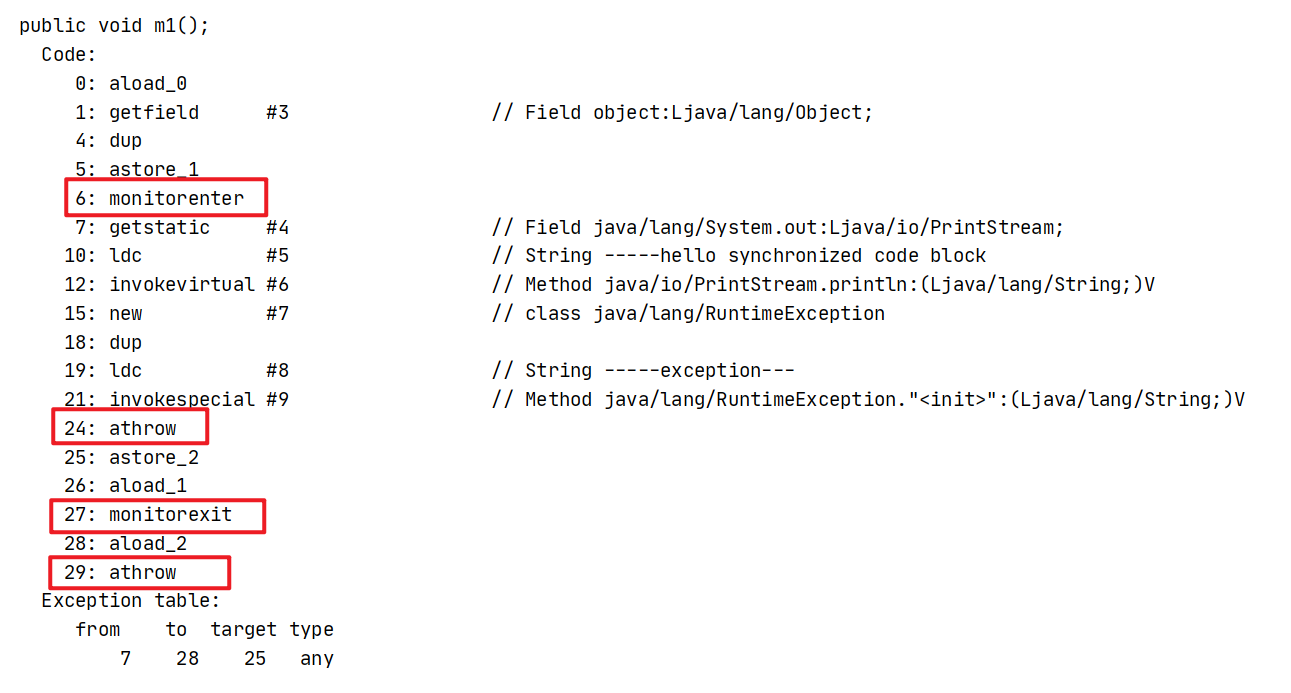 public void m1();
  Code:
     0: aload_0
     1: getfield      #3                  // Field object:Ljava/lang/Object;
     4: dup
     5: astore_1
     6: monitorenter
     7: getstatic     #4                  // Field java/lang/System.out:Ljava/io/PrintStream;
    10: ldc           #5                  // String -----hello synchronized code block
    12: invokevirtual #6                  // Method java/io/PrintStream.println:(Ljava/lang/String;)V
    15: new           #7                  // class java/lang/RuntimeException
    18: dup
    19: ldc           #8                  // String -----exception---
    21: invokespecial #9                  // Method java/lang/RuntimeException."<init>":(Ljava/lang/String;)V
    24: athrow
    25: astore_2
    26: aload_1
    27: monitorexit
    28: aload_2
    29: athrow
  Exception table:
     from    to  target type
         7    28    25   any